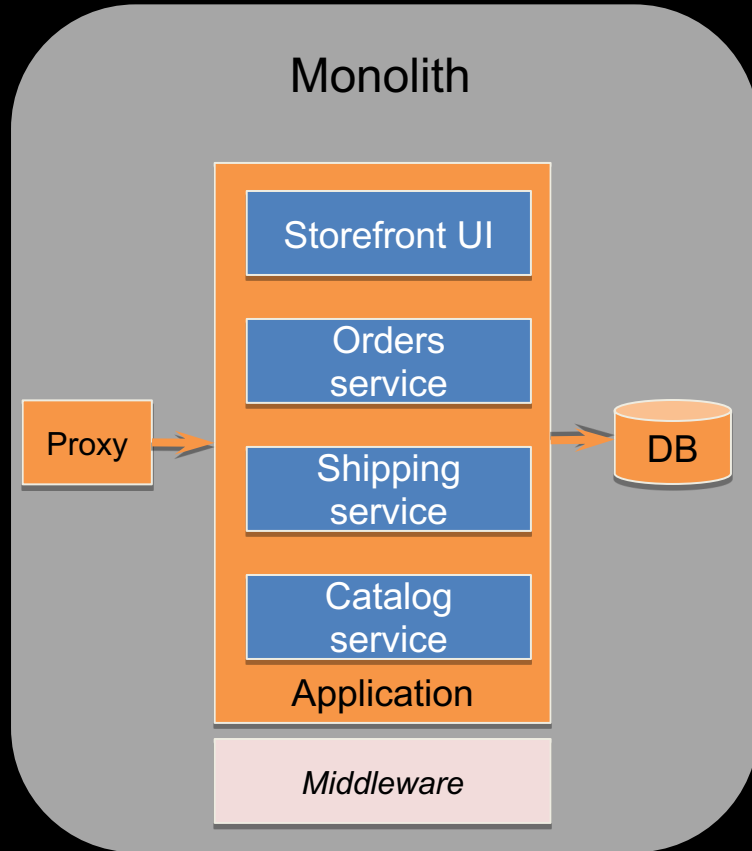 Monolith
Storefront UI
Orders
service
Proxy
Shipping
service
DB
Catalog
service
Application
Middleware